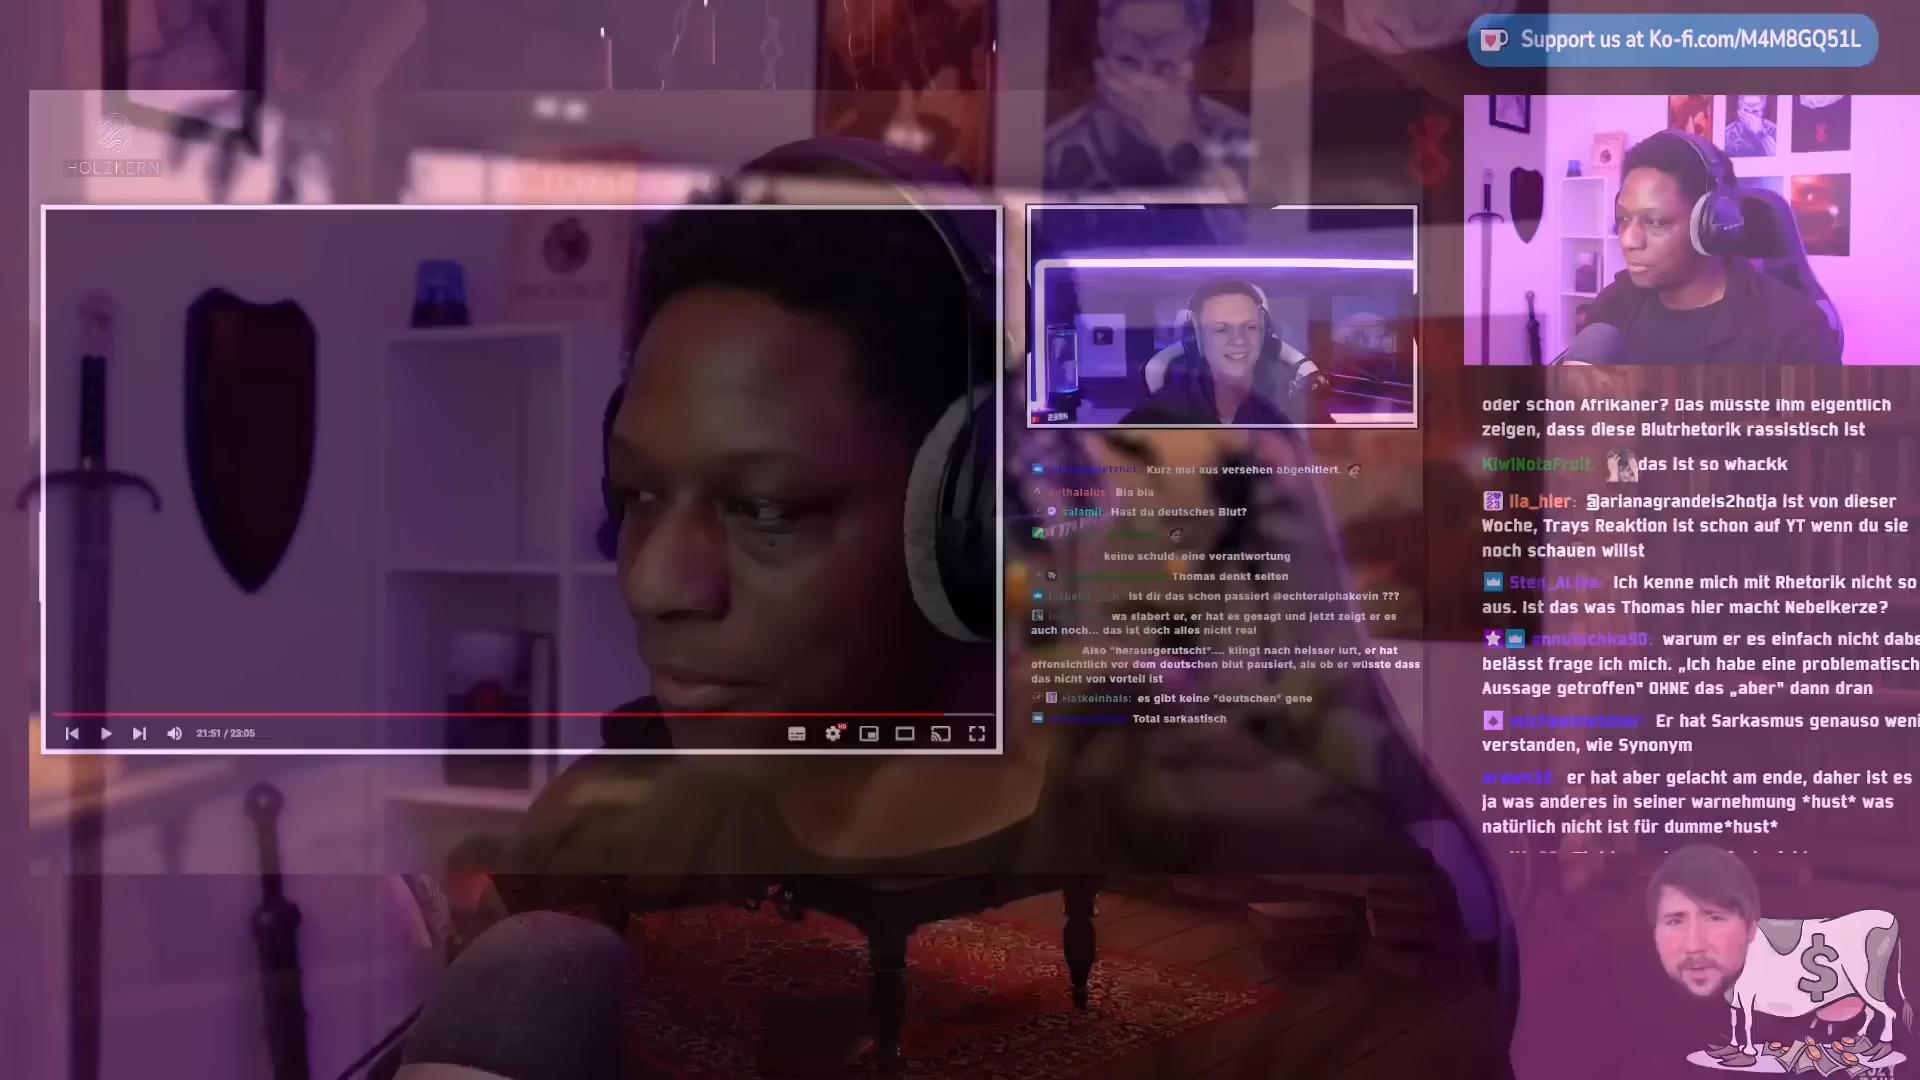 Support us at Ko-fi.com/M4M8GQ51L
HOLZKERN
239K
21:51 / 23:05
HD
Kurz mal aus versehen abgehitlert.
Bla bla
salamii: Hast du deutsches Blut?
keine schuld, eine verantwortung
Thomas denkt selten
ist dir das schon passiert @echteralphakevin ???
wa slabert er, er hat es gesagt und jetzt zeigt er es
auch noch... das ist doch alles nicht real
Also "herausgerutscht".... klingt nach heisser luft, er hat
offensichtlich vor dem deutschen blut pausiert, als ob er wüsste dass
das nicht von vorteil ist
Hatkeinhals: es gibt keine "deutschen" gene
Total sarkastisch
oder schon Afrikaner? Das müsste ihm eigentlich
zeigen, dass diese Blutrhetorik rassistisch ist
KiwiNotaFruit: das ist so whackk
lia_hier: @arianagrandeis2hotja ist von dieser
Woche, Trays Reaktion ist schon auf YT wenn du sie
noch schauen willst
Sten_ALive: Ich kenne mich mit Rhetorik nicht so
aus. Ist das was Thomas hier macht Nebelkerze?
annutschka90: warum er es einfach nicht dabe
belässt frage ich mich. „Ich habe eine problematisch
Aussage getroffen" OHNE das „aber" dann dran
michaelmetzner: Er hat Sarkasmus genauso weni
verstanden, wie Synonym
arawn12: er hat aber gelacht am ende, daher ist es
ja was anderes in seiner warnehmung *hust* was
natürlich nicht ist für dumme*hust*
$